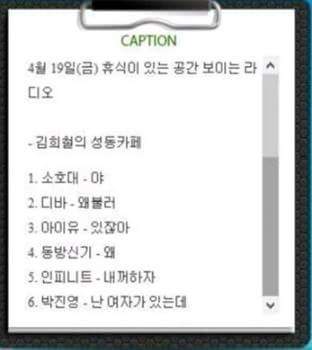 CAPTION
4월 19일(금) 휴식이 있는 공간 보이는 라
디오
- 김희철의 성동카페
1. 소호대 - 야
2. 디바 - 왜불러
3. 아이유 - 있잖아
4. 동방신기 - 왜
5. 인피니트 - 내꺼하자
6. 박진영 - 난 여자가 있는데